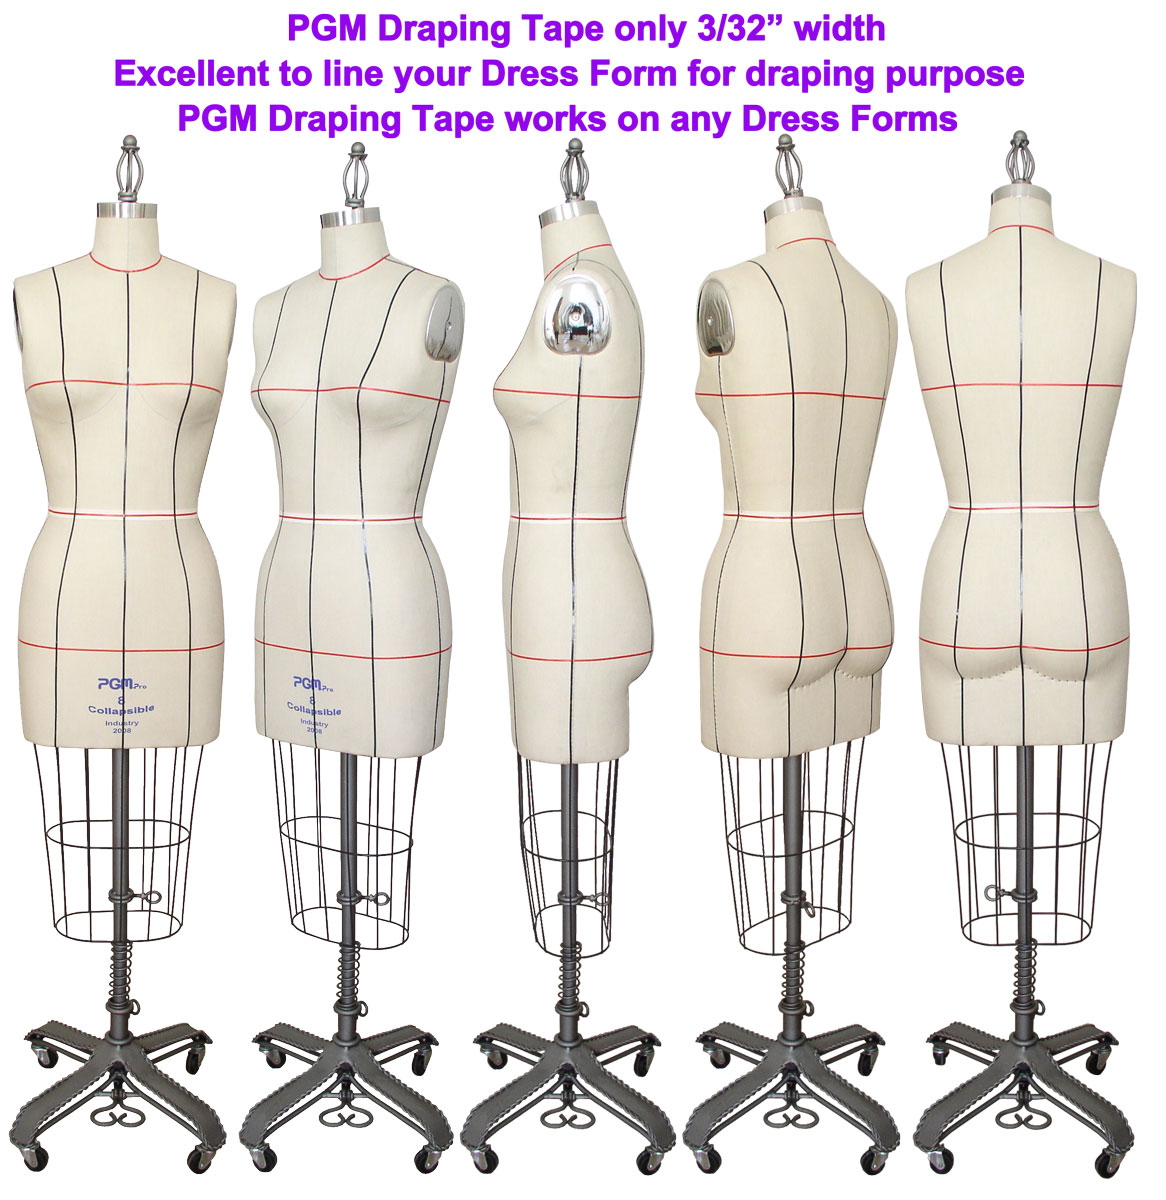 PGM Draping Tape only 3/32” width
Excellent to line your Dress Form for draping purpose
PGM Draping Tape works on any Dress Forms
PGM Pro
8
Collapsible
Industry
2008
PGM Pro
8
Collapsible
Industry
2008